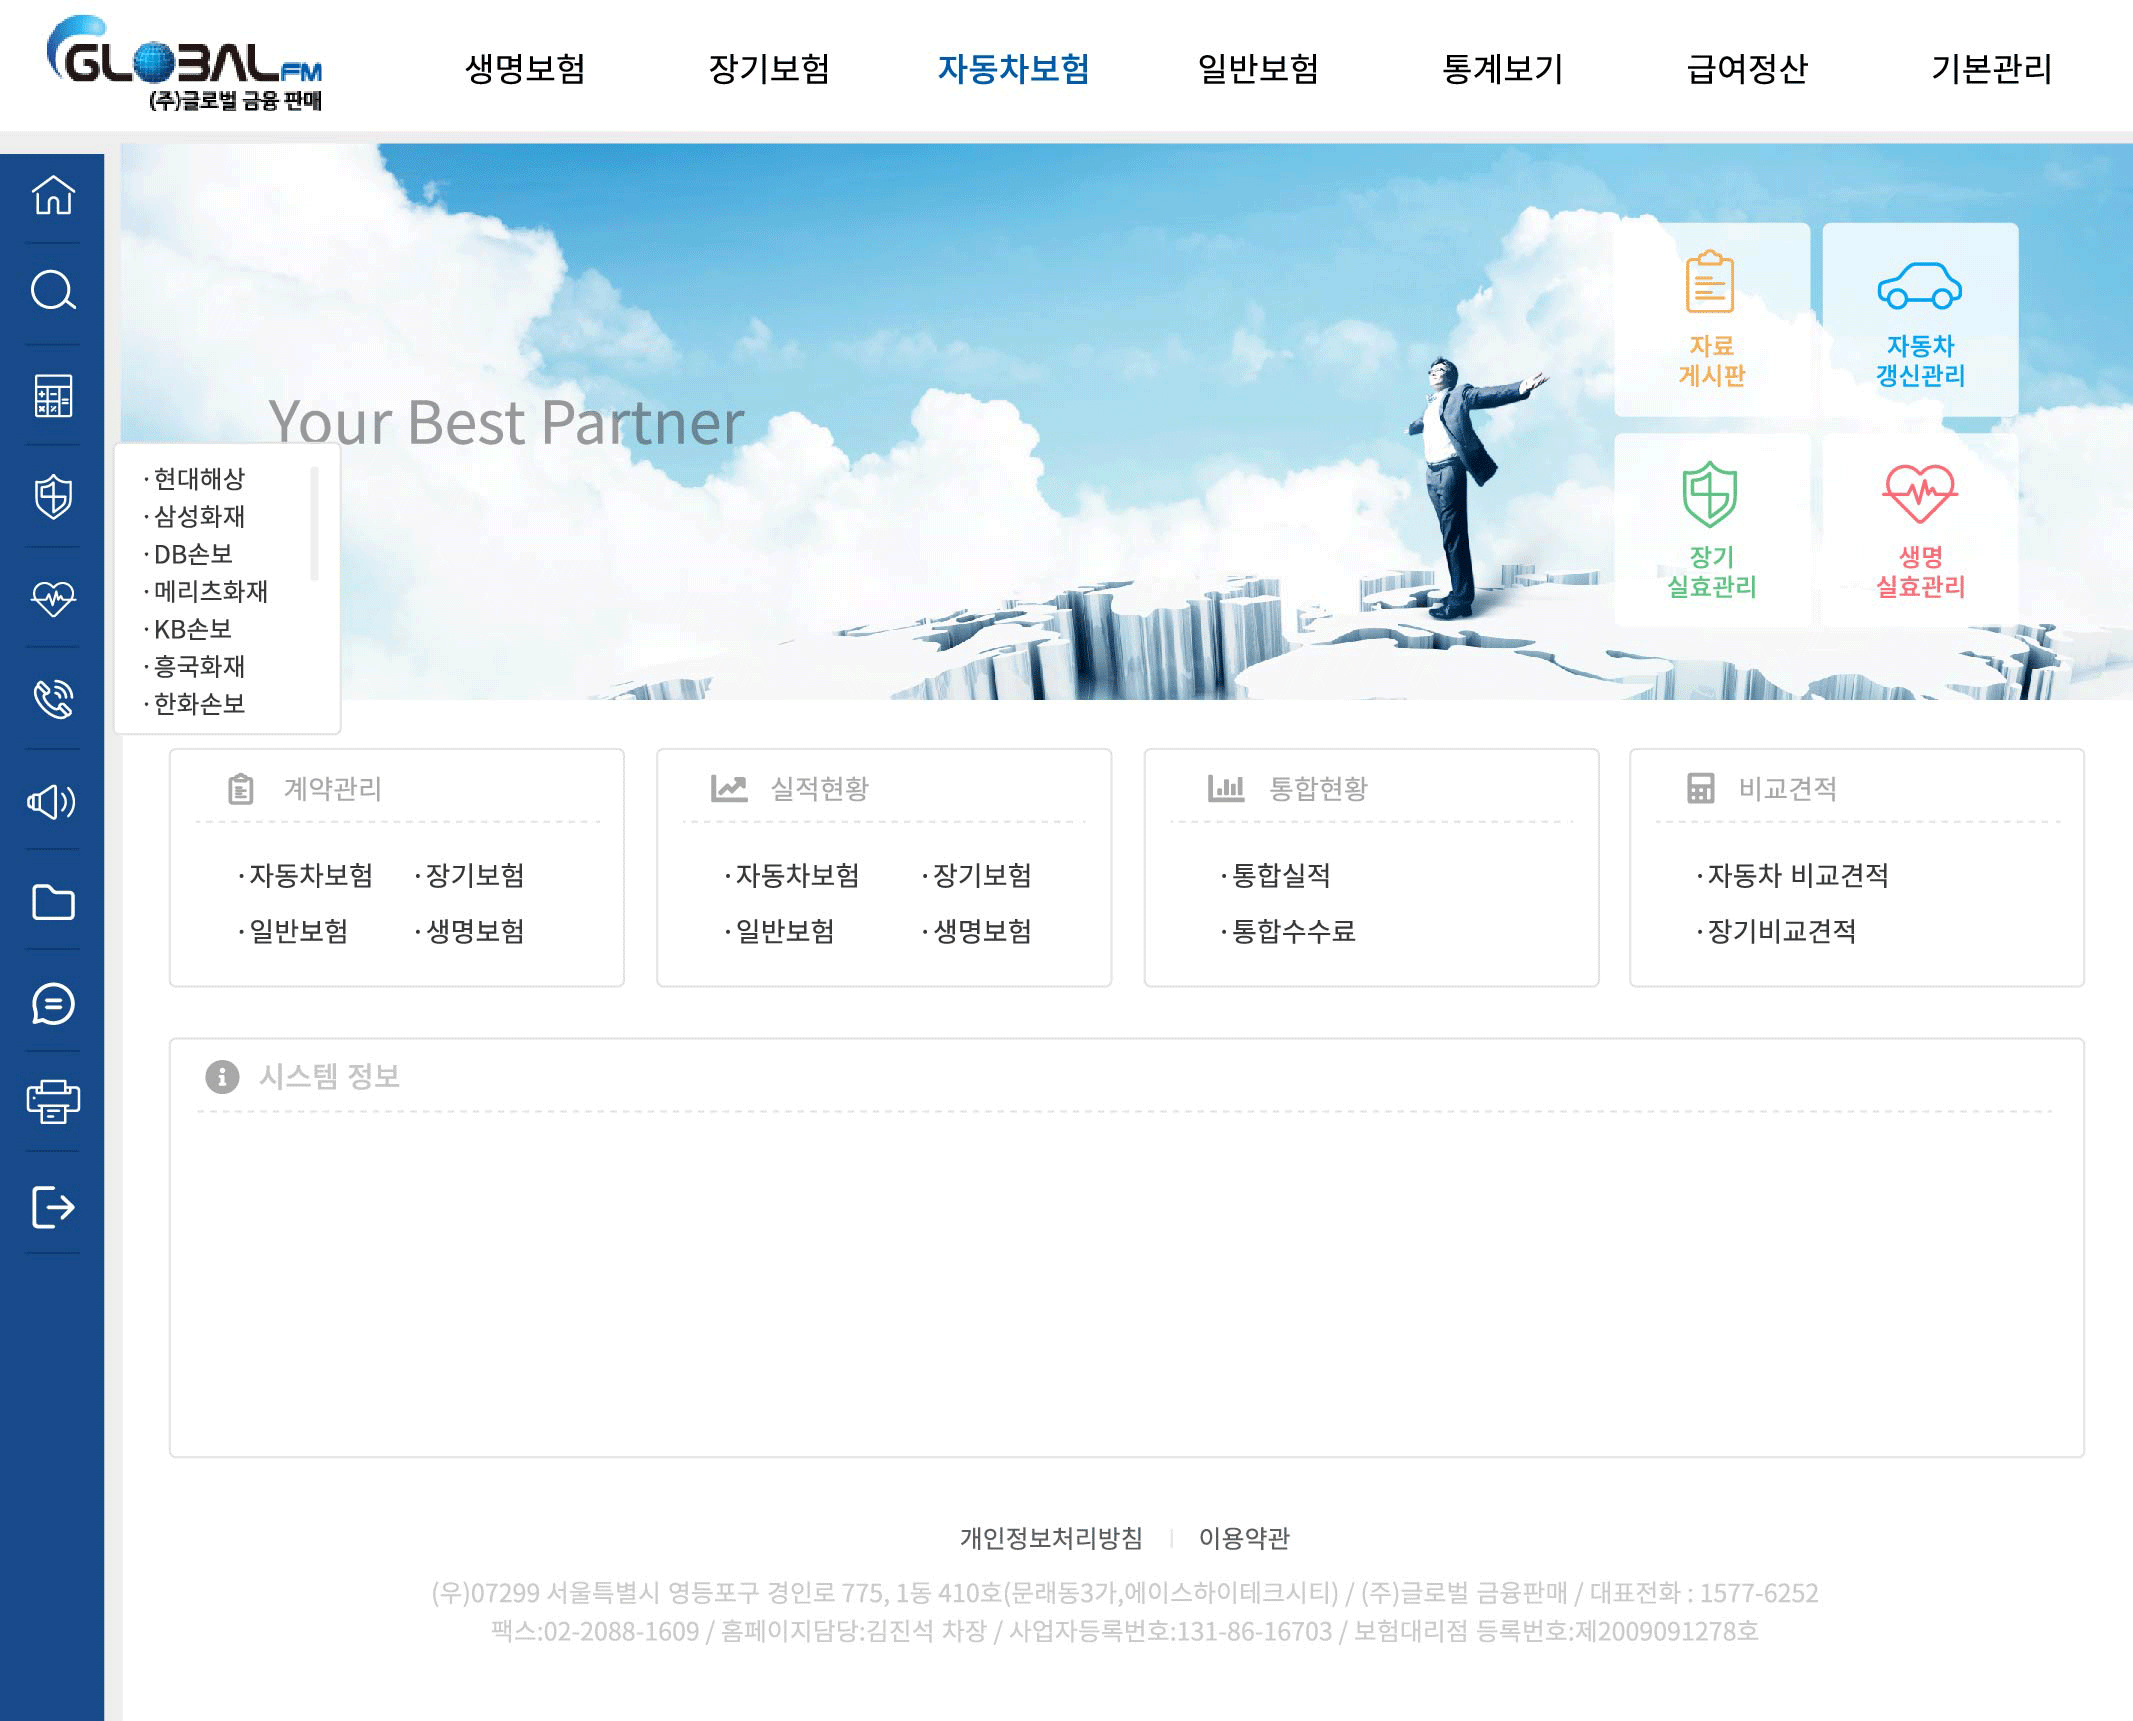 GLOBAL FM
(주)글로벌 금융 판매
생명보험
장기보험
자동차보험
일반보험
통계보기
급여정산
기본관리
Your Best Partner
자료
게시판
자동차
갱신관리
장기
실효관리
생명
실효관리
·현대해상
·삼성화재
·DB손보
·메리츠화재
·KB손보
·흥국화재
·한화손보
계약관리
·자동차보험 ·장기보험
·일반보험 ·생명보험
실적현황
·자동차보험 ·장기보험
·일반보험 ·생명보험
통합현황
·통합실적
·통합수수료
비교견적
·자동차 비교견적
·장기비교견적
시스템 정보
개인정보처리방침 | 이용약관
(우)07299 서울특별시 영등포구 경인로 775, 1동 410호(문래동3가,에이스하이테크시티) / (주)글로벌 금융판매 / 대표전화 : 1577-6252
팩스:02-2088-1609 / 홈페이지담당:김진석 차장 / 사업자등록번호:131-86-16703 / 보험대리점 등록번호:제2009091278호